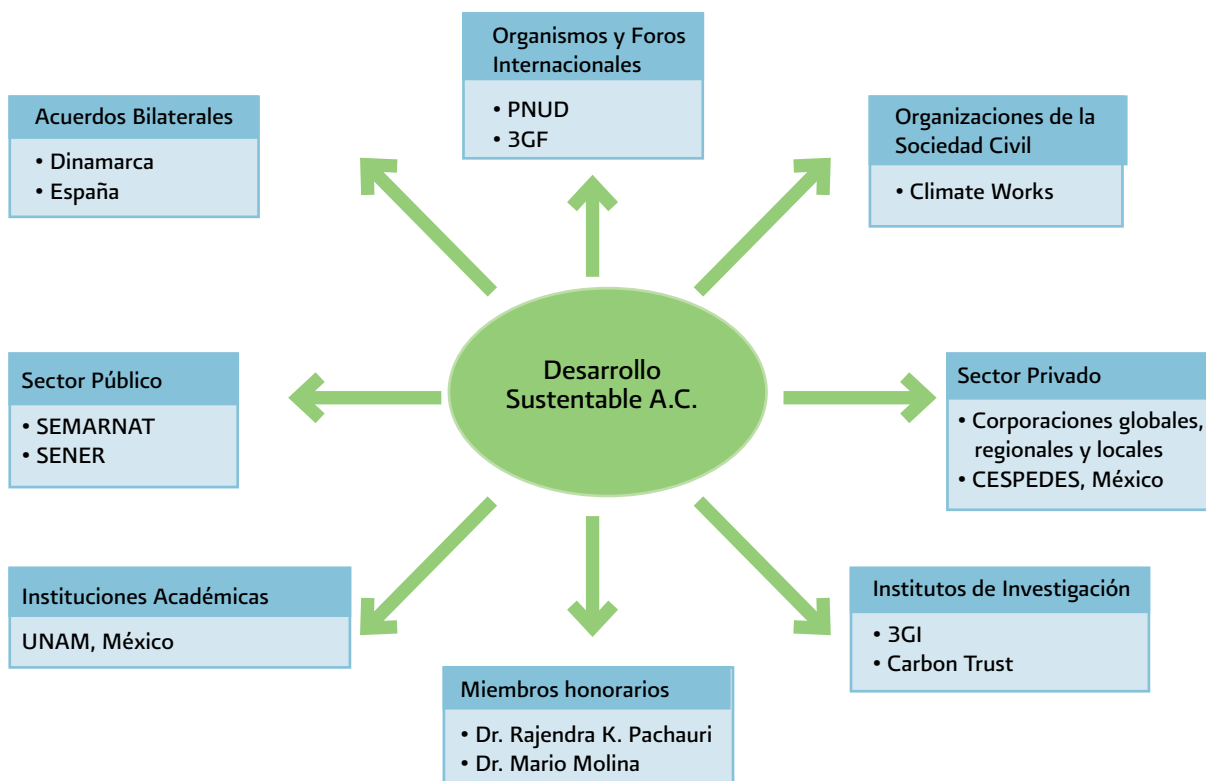 Organismos y Foros
Internacionales
• PNUD
• 3GF
Acuerdos Bilaterales
• Dinamarca
• España
Organizaciones de la
Sociedad Civil
• Climate Works
Desarrollo
Sustentable A.C.
Sector Público
• SEMARNAT
• SENER
Sector Privado
• Corporaciones globales,
regionales y locales
• CESPEDES, México
Instituciones Académicas
UNAM, México
Institutos de Investigación
• 3GI
• Carbon Trust
Miembros honorarios
• Dr. Rajendra K. Pachauri
• Dr. Mario Molina